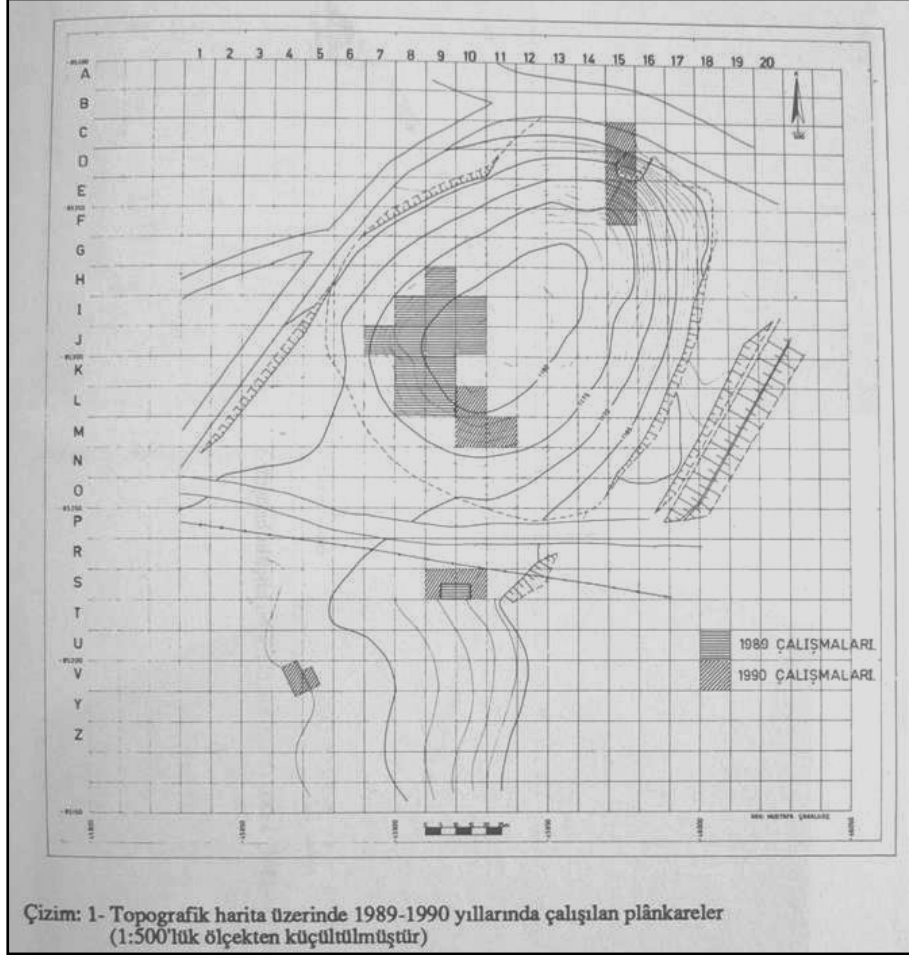 1 2 3 4 5 6 7 8 9 10 11 12 13 14 15 16 17 18 19 20
A
B
C
D
E
F
G
H
I
J
K
L
M
N
O
P
R
S
T
U
V
Y
Z
1989 ÇALIŞMALARI
1990 ÇALIŞMALARI
Çizim: 1- Topografik harita üzerinde 1989-1990 yıllarında çalışılan plânkareler
(1:500'lük ölçekten küçültülmüştür)